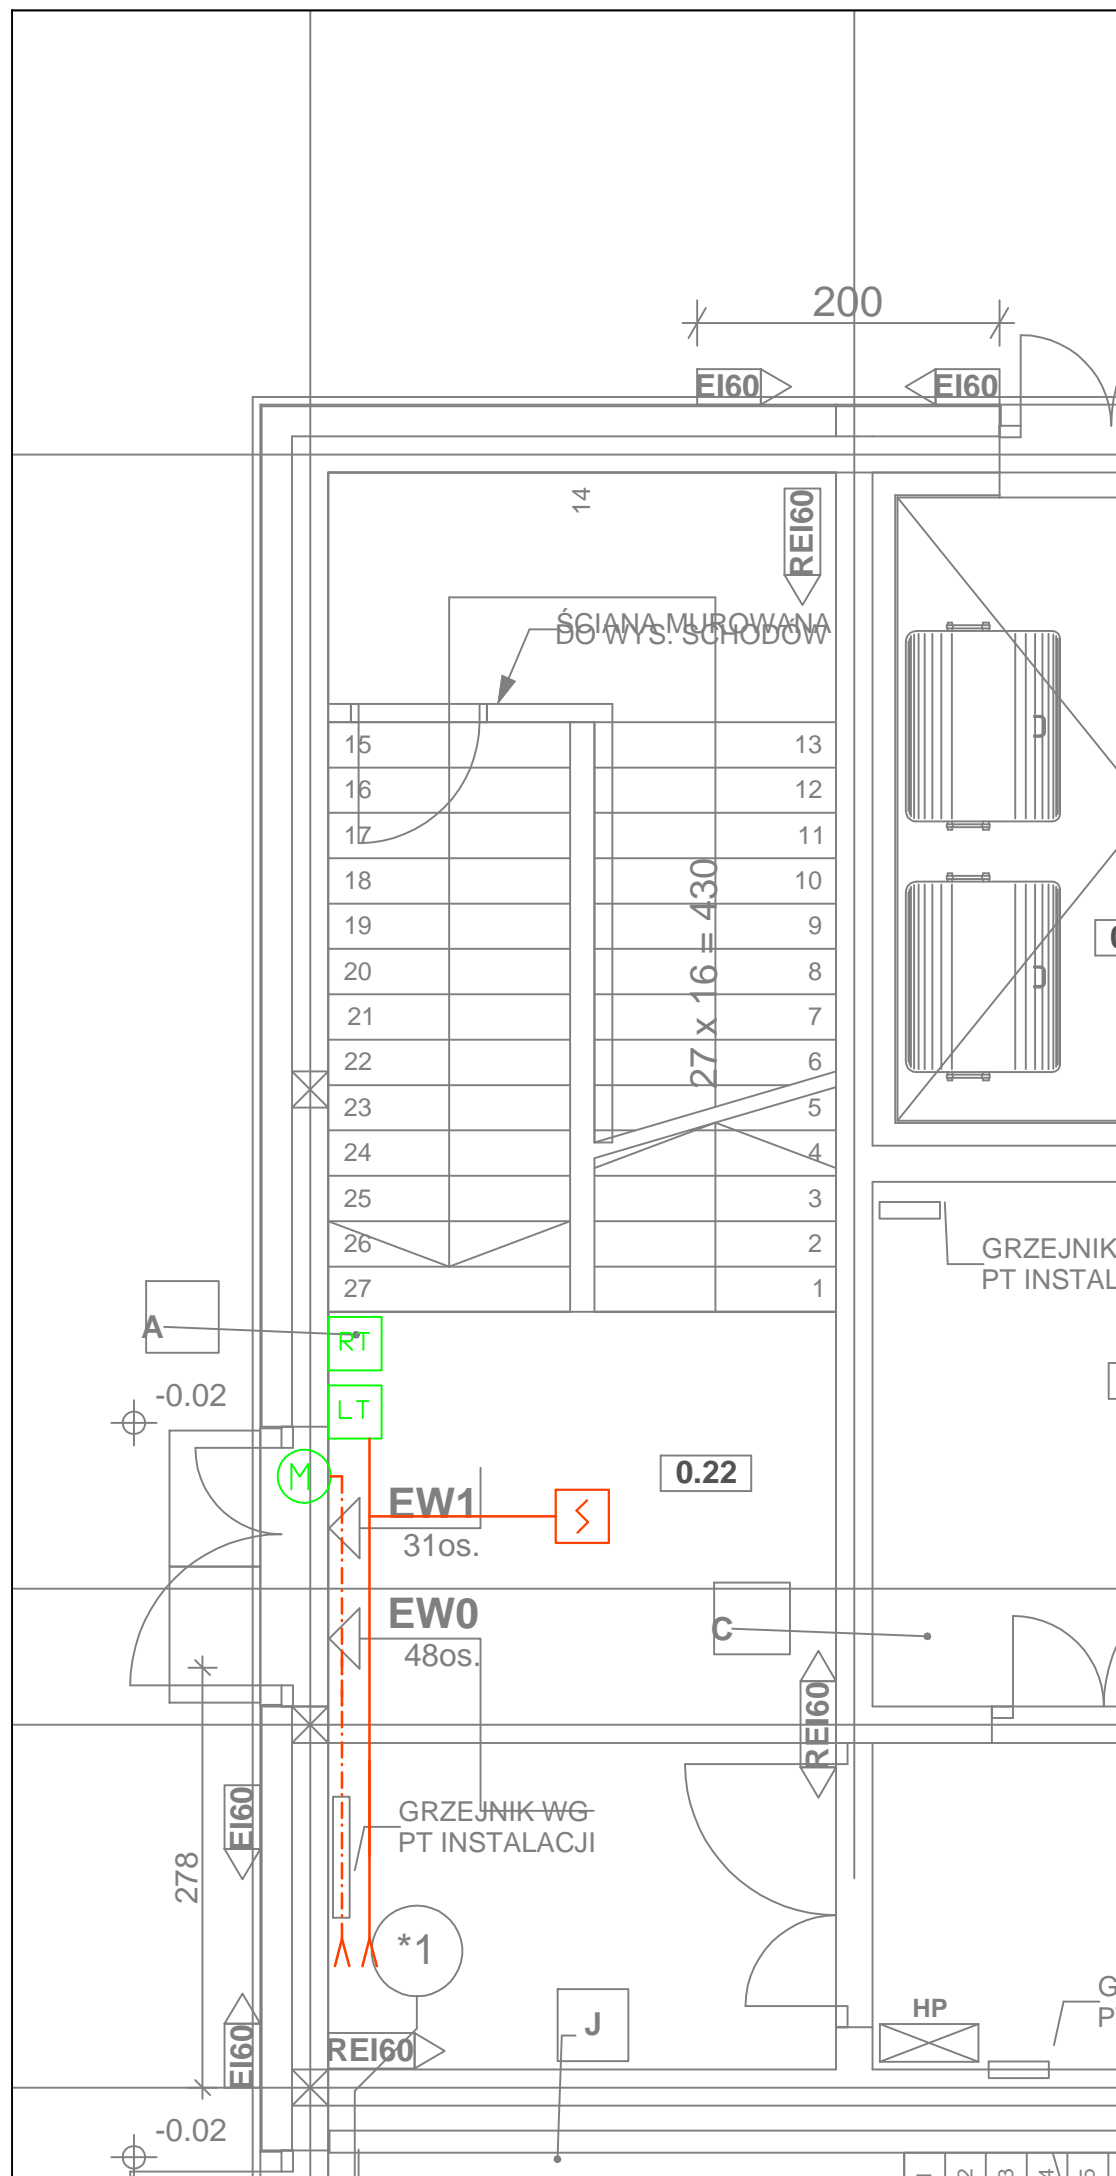 200
EI60
EI60
14
REI60
ŚCIANA MUROWANA
DO WYS. SCHODÓW
15
13
16
12
17
11
18
10
19
9
20
8
21
7
22
6
23
5
24
4
25
3
26
2
27
1
27 x 16 = 430
GRZEJNIK
PT INSTAL
A
RT
-0.02
LT
M
0.22
EW1
31os.
EW0
48os.
C
REI60
EI60
GRZEJNIK WG
PT INSTALACJI
278
*1
J
HP
EI60
REI60
-0.02